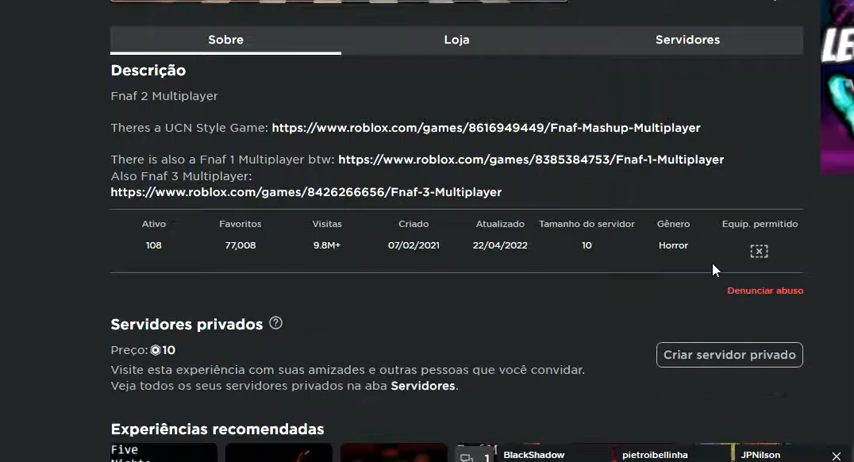 LE
Sobre
Loja
Servidores
Descrição
Fnaf 2 Multiplayer
Theres a UCN Style Game: https://www.roblox.com/games/8616949449/Fnaf-Mashup-Multiplayer
There is also a Fnaf 1 Multiplayer btw: https://www.roblox.com/games/8385384753/Fnaf-1-Multiplayer
Also Fnaf 3 Multiplayer:
https://www.roblox.com/games/8426266656/Fnaf-3-Multiplayer
Ativo Favoritos Visitas Criado Atualizado Tamanho do servidor Gênero Equip. permitido
108 77,008 9.8M+ 07/02/2021 22/04/2022 10 Horror
Denunciar abuso
Servidores privados
Preço: 10
Criar servidor privado
Visite esta experiência com suas amizades e outras pessoas que você convidar.
Veja todos os seus servidores privados na aba Servidores.
Experiências recomendadas
Five
1 BlackShadow pietroibellinha JPNilson